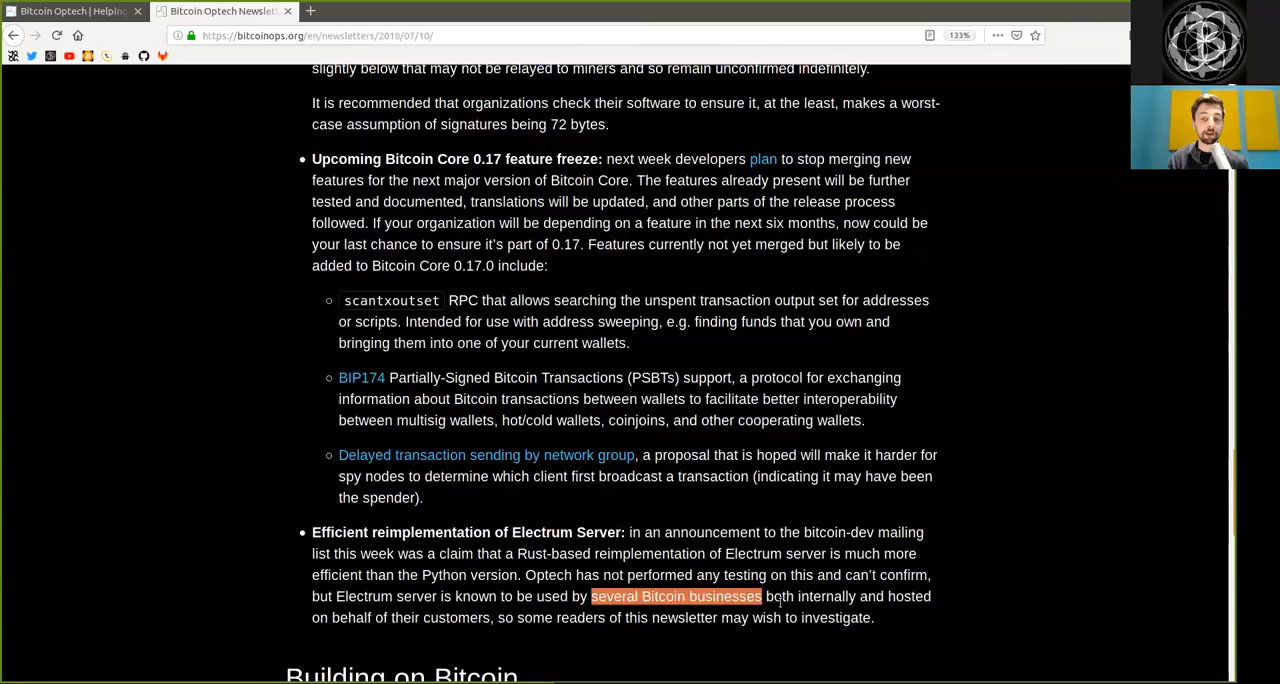 Bitcoin Optech | Helping
Bitcoin Optech Newslett
https://bitcoinops.org/en/newsletters/2018/07/10/
133%
slightly below that may not be relayed to miners and so remain unconfirmed indefinitely.
It is recommended that organizations check their software to ensure it, at the least, makes a worst-
case assumption of signatures being 72 bytes.
Upcoming Bitcoin Core 0.17 feature freeze: next week developers plan to stop merging new
features for the next major version of Bitcoin Core. The features already present will be further
tested and documented, translations will be updated, and other parts of the release process
followed. If your organization will be depending on a feature in the next six months, now could be
your last chance to ensure it's part of 0.17. Features currently not yet merged but likely to be
added to Bitcoin Core 0.17.0 include:
scantxoutset RPC that allows searching the unspent transaction output set for addresses
or scripts. Intended for use with address sweeping, e.g. finding funds that you own and
bringing them into one of your current wallets.
BIP174 Partially-Signed Bitcoin Transactions (PSBTs) support, a protocol for exchanging
information about Bitcoin transactions between wallets to facilitate better interoperability
between multisig wallets, hot/cold wallets, coinjoins, and other cooperating wallets.
Delayed transaction sending by network group, a proposal that is hoped will make it harder for
spy nodes to determine which client first broadcast a transaction (indicating it may have been
the spender).
Efficient reimplementation of Electrum Server: in an announcement to the bitcoin-dev mailing
list this week was a claim that a Rust-based reimplementation of Electrum server is much more
efficient than the Python version. Optech has not performed any testing on this and can't confirm,
but Electrum server is known to be used by several Bitcoin businesses both internally and hosted
on behalf of their customers, so some readers of this newsletter may wish to investigate.
Building on Bitcoin